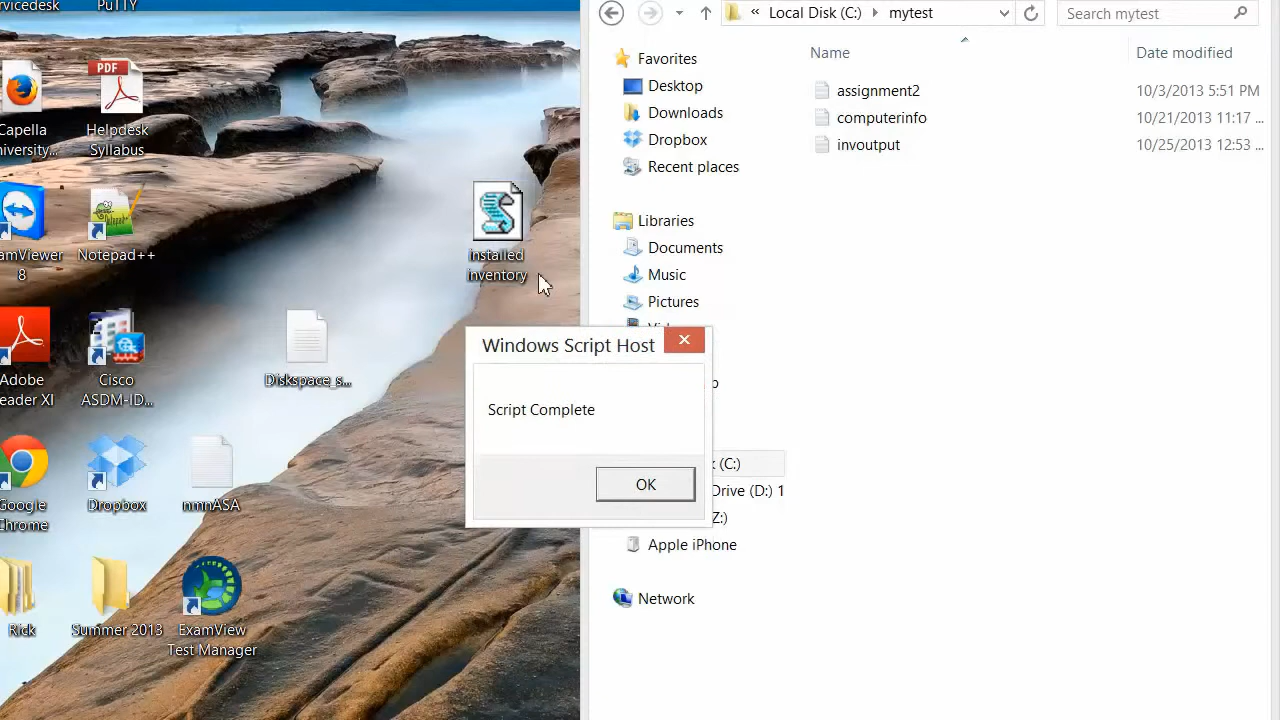 rvicedesk
PuTTY
Capella
niversity...
PDF
Helpdesk
Syllabus
amViewer
8
Notepad++
Adobe
eader XI
Cisco
ASDM-ID...
Google
Chrome
Dropbox
nmnASA
Rick
Summer 2013
ExamView
Test Manager
installed
inventory
Diskspace_s...
Windows Script Host
Script Complete
OK
« Local Disk (C:)
mytest
Search mytest
Name
Date modified
assignment2
10/3/2013 5:51 PM
computerinfo
10/21/2013 11:17 ...
invoutput
10/25/2013 12:53 ...
Favorites
Desktop
Downloads
Dropbox
Recent places
Libraries
Documents
Music
Pictures
k (C:)
Drive (D:) 1
Z:)
Apple iPhone
Network